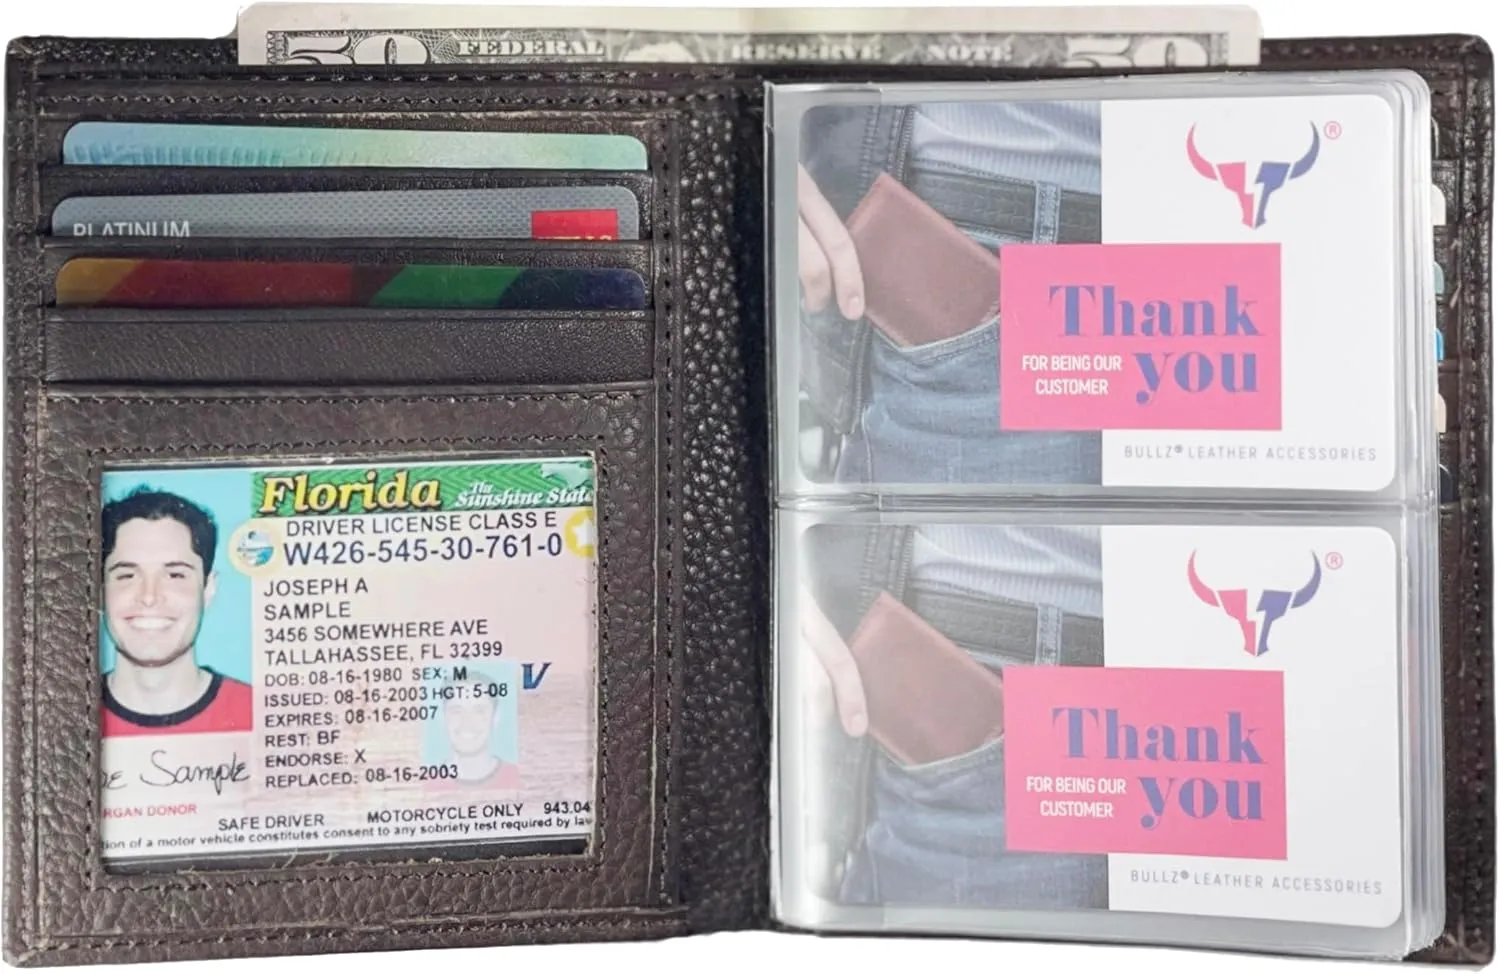 50 FEDERAL RESERVE NOTE 50
PLATINUM
Florida The Sunshine State
DRIVER LICENSE CLASS E
W426-545-30-761-0
JOSEPH A
SAMPLE
3456 SOMEWHERE AVE
TALLAHASSEE, FL 32399
DOB: 08-16-1980 SEX: M
ISSUED: 08-16-2003 HGT: 5-08
EXPIRES: 08-16-2007
REST: BF
ENDORSE: X
REPLACED: 08-16-2003
V
Sample
RGAN DONOR
SAFE DRIVER MOTORCYCLE ONLY 943.04
tion of a motor vehicle constitutes consent to any sobriety test required by law
®
Thank
FOR BEING OUR you
CUSTOMER
BULLZ® LEATHER ACCESSORIES
®
Thank
FOR BEING OUR you
CUSTOMER
BULLZ® LEATHER ACCESSORIES